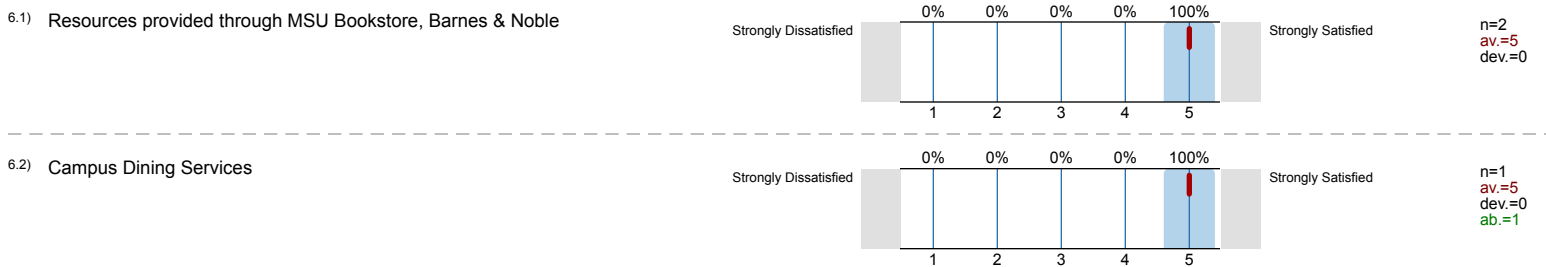 6.1) Resources provided through MSU Bookstore, Barnes & Noble
0% 0% 0% 0% 100%
Strongly Dissatisfied
Strongly Satisfied
n=2
av.=5
dev.=0
1 2 3 4 5
6.2) Campus Dining Services
0% 0% 0% 0% 100%
Strongly Dissatisfied
Strongly Satisfied
n=1
av.=5
dev.=0
ab.=1
1 2 3 4 5